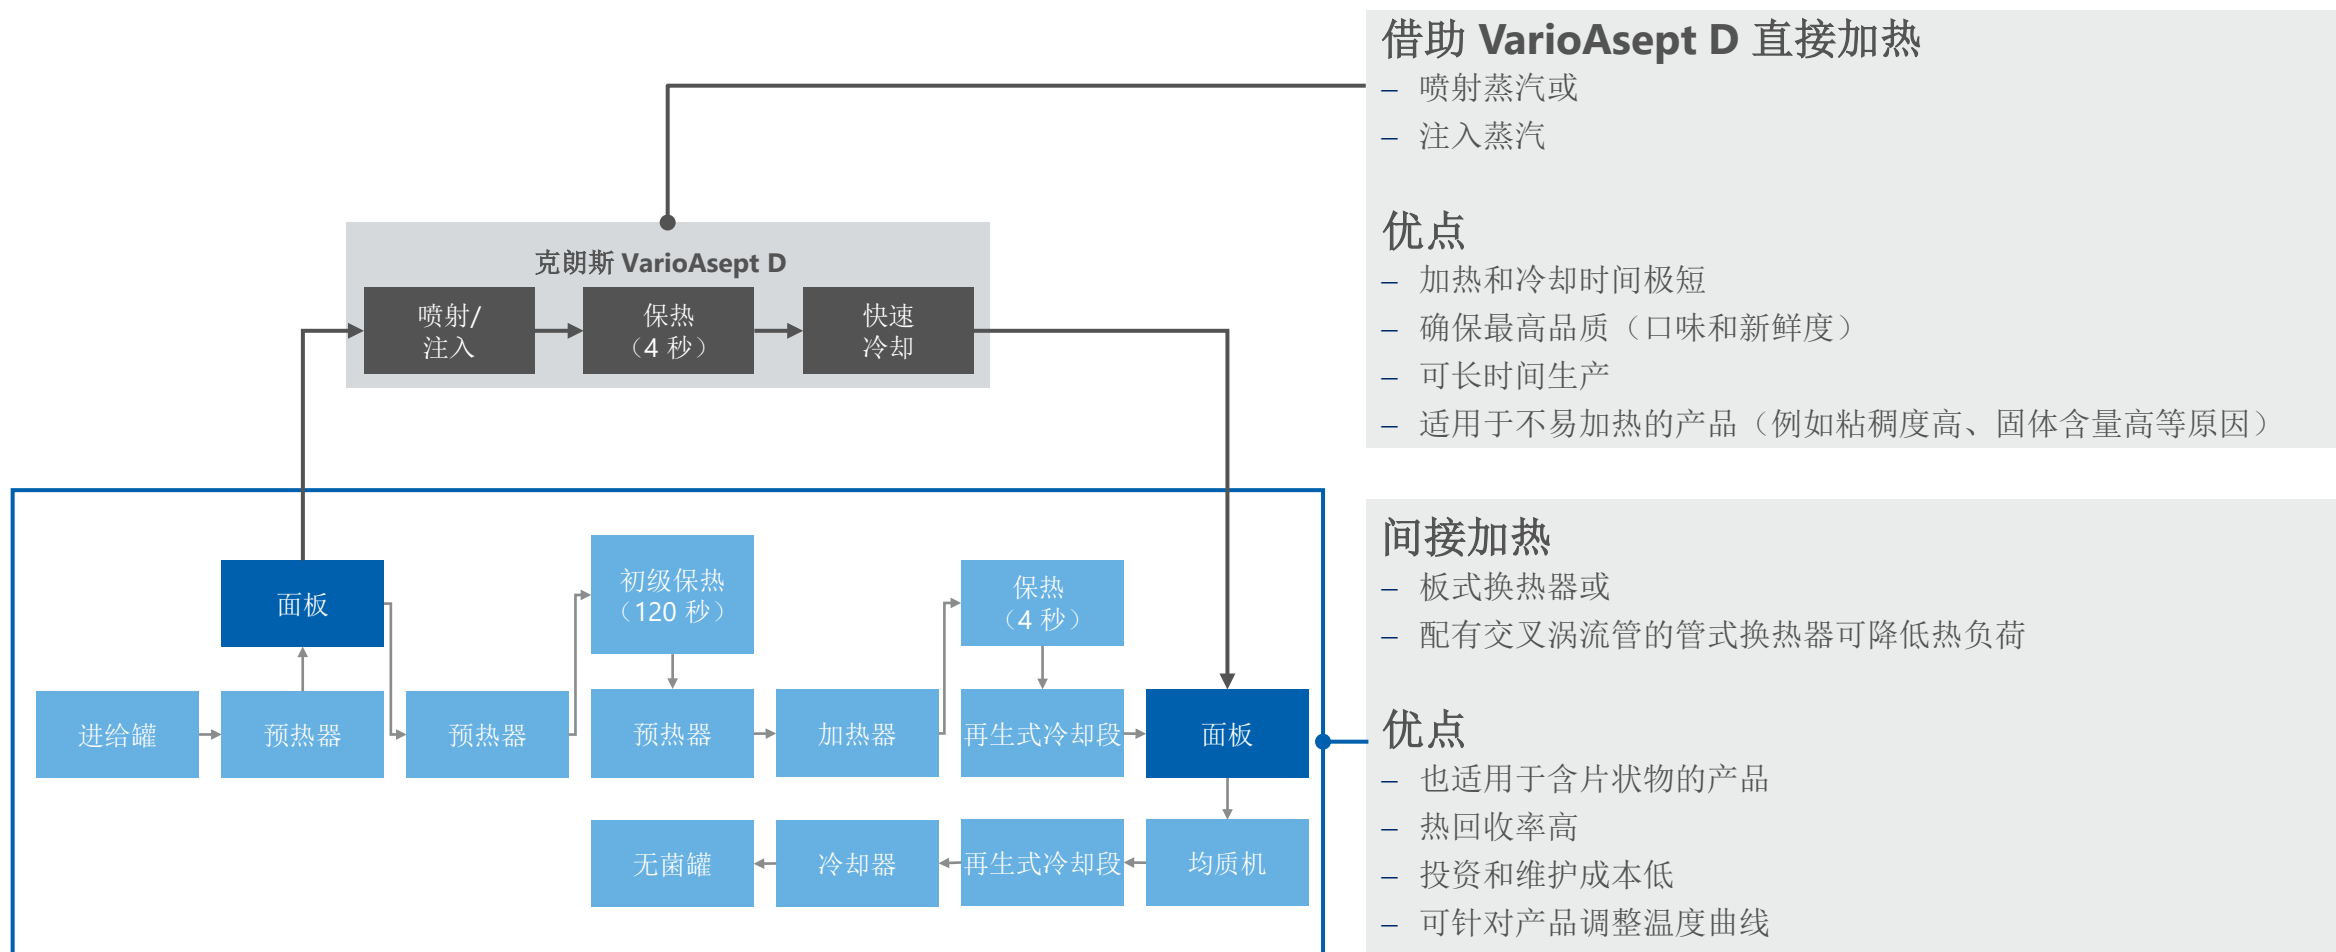 借助 VarioAsept D 直接加热
– 喷射蒸汽或
– 注入蒸汽
优点
– 加热和冷却时间极短
– 确保最高品质（口味和新鲜度）
– 可长时间生产
– 适用于不易加热的产品（例如粘稠度高、固体含量高等原因）
克朗斯 VarioAsept D
喷射/
注入
保热
（4 秒）
快速
冷却
间接加热
– 板式换热器或
– 配有交叉涡流管的管式换热器可降低热负荷
优点
– 也适用于含片状物的产品
– 热回收率高
– 投资和维护成本低
– 可针对产品调整温度曲线
面板
初级保热
（120 秒）
保热
（4 秒）
进给罐
预热器
预热器
预热器
加热器
再生式冷却段
面板
无菌罐
冷却器
再生式冷却段
均质机